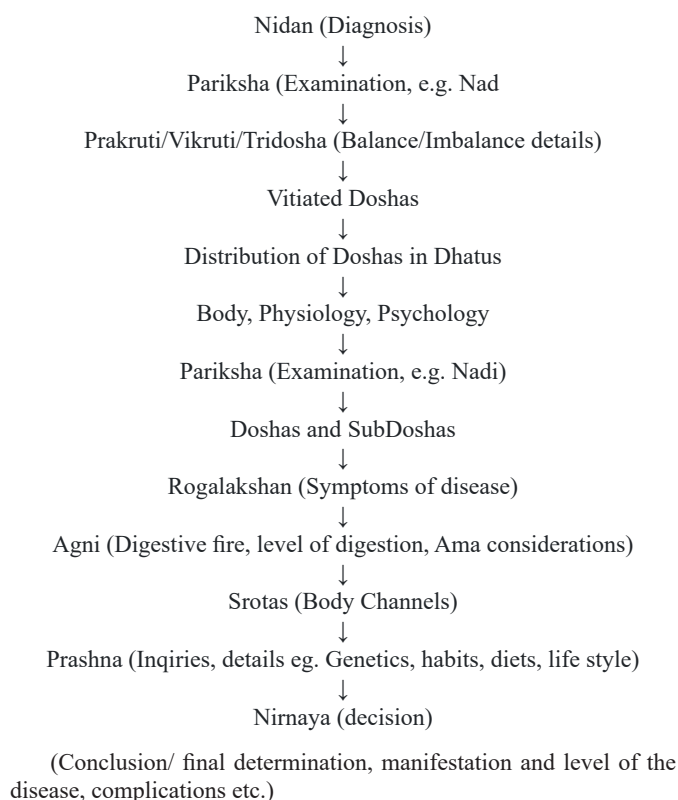 Nidan (Diagnosis)
↓
Pariksha (Examination, e.g. Nad
↓
Prakruti/Vikruti/Tridosha (Balance/Imbalance details)
↓
Vitiated Doshas
↓
Distribution of Doshas in Dhatus
↓
Body, Physiology, Psychology
↓
Pariksha (Examination, e.g. Nadi)
↓
Doshas and SubDoshas
↓
Rogalakshan (Symptoms of disease)
↓
Agni (Digestive fire, level of digestion, Ama considerations)
↓
Srotas (Body Channels)
↓
Prashna (Inqiries, details eg. Genetics, habits, diets, life style)
↓
Nirnaya (decision)
(Conclusion/ final determination, manifestation and level of the
disease, complications etc.)